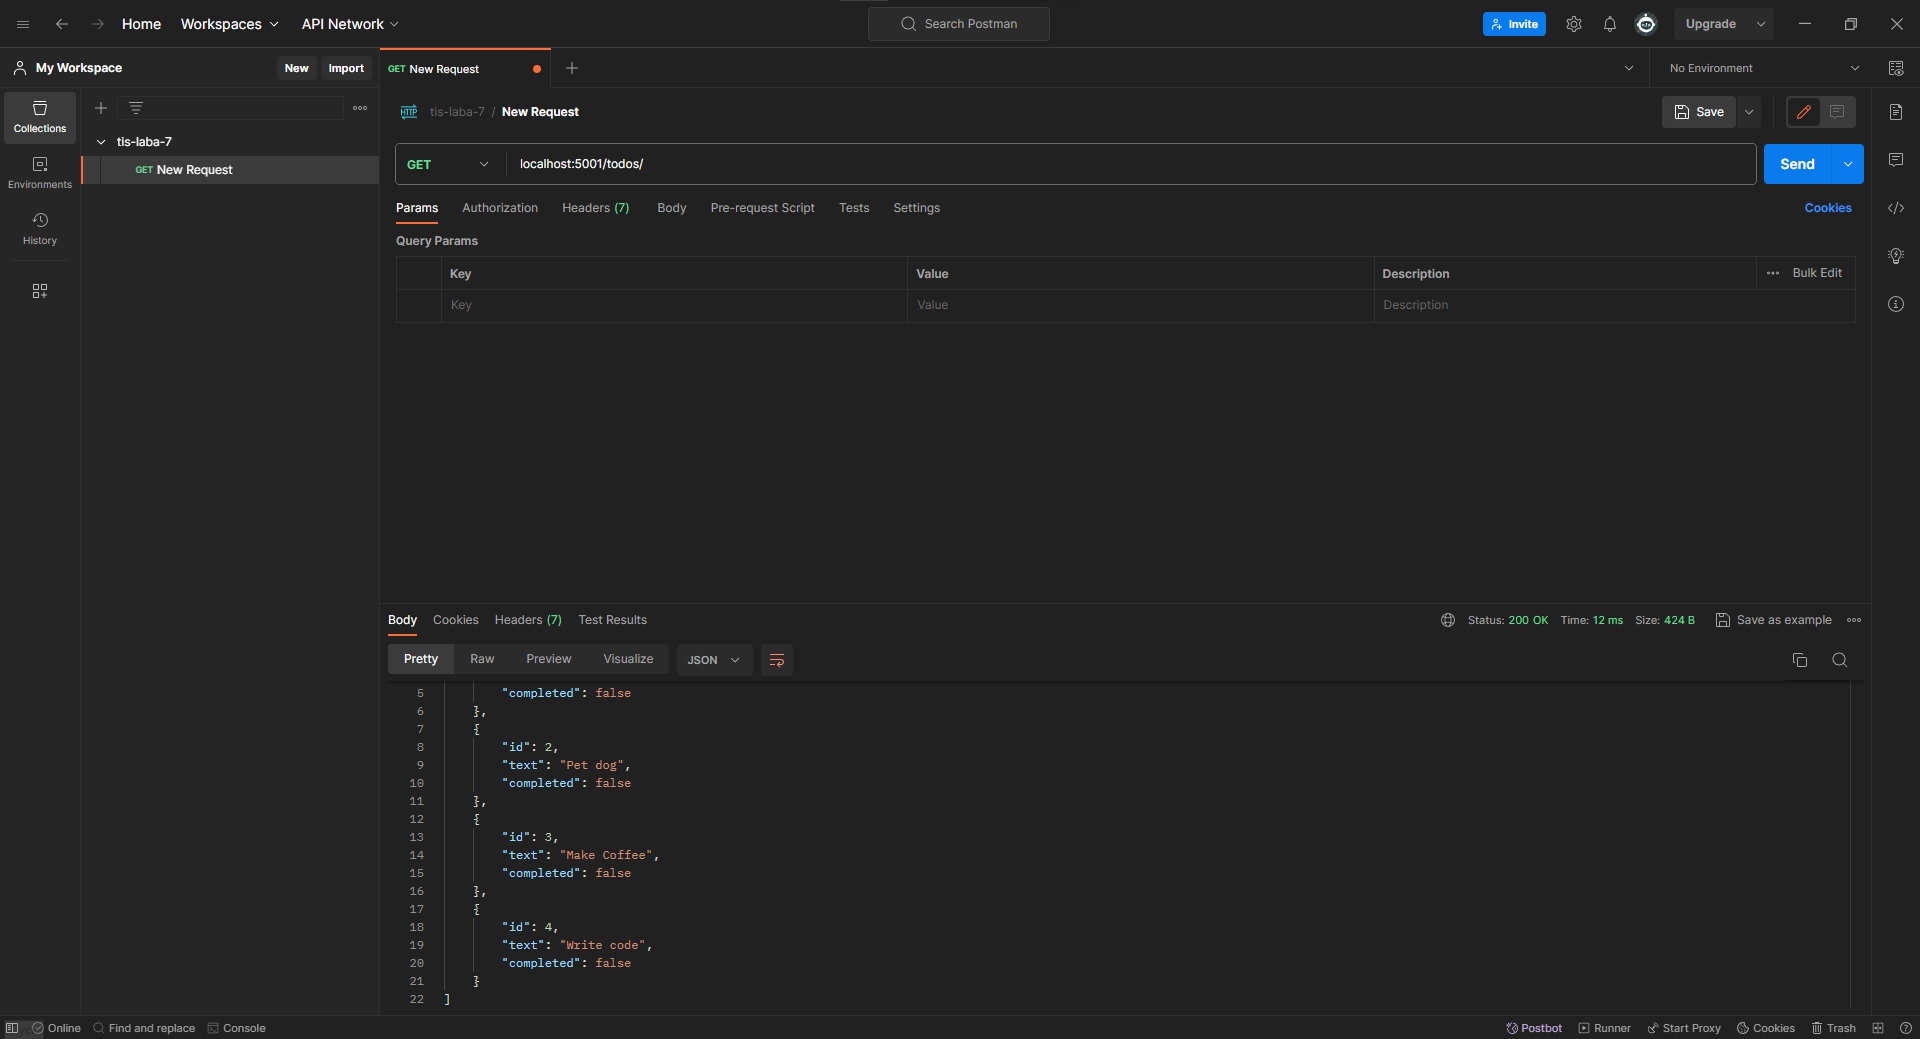 Home Workspaces API Network Search Postman Invite Upgrade
My Workspace New Import GET New Request No Environment
Collections
Environments
History
tis-laba-7
GET New Request
HTTP tis-laba-7 / New Request Save
GET localhost:5001/todos/ Send
Params Authorization Headers (7) Body Pre-request Script Tests Settings Cookies
Query Params
Key Value Description Bulk Edit
Key Value Description
Body Cookies Headers (7) Test Results Status: 200 OK Time: 12 ms Size: 424 B Save as example
Pretty Raw Preview Visualize JSON
5 "completed": false
6 },
7 {
8 "id": 2,
9 "text": "Pet dog",
10 "completed": false
11 },
12 {
13 "id": 3,
14 "text": "Make Coffee",
15 "completed": false
16 },
17 {
18 "id": 4,
19 "text": "Write code",
20 "completed": false
21 }
22 ]
Online Find and replace Console Postbot Runner Start Proxy Cookies Trash